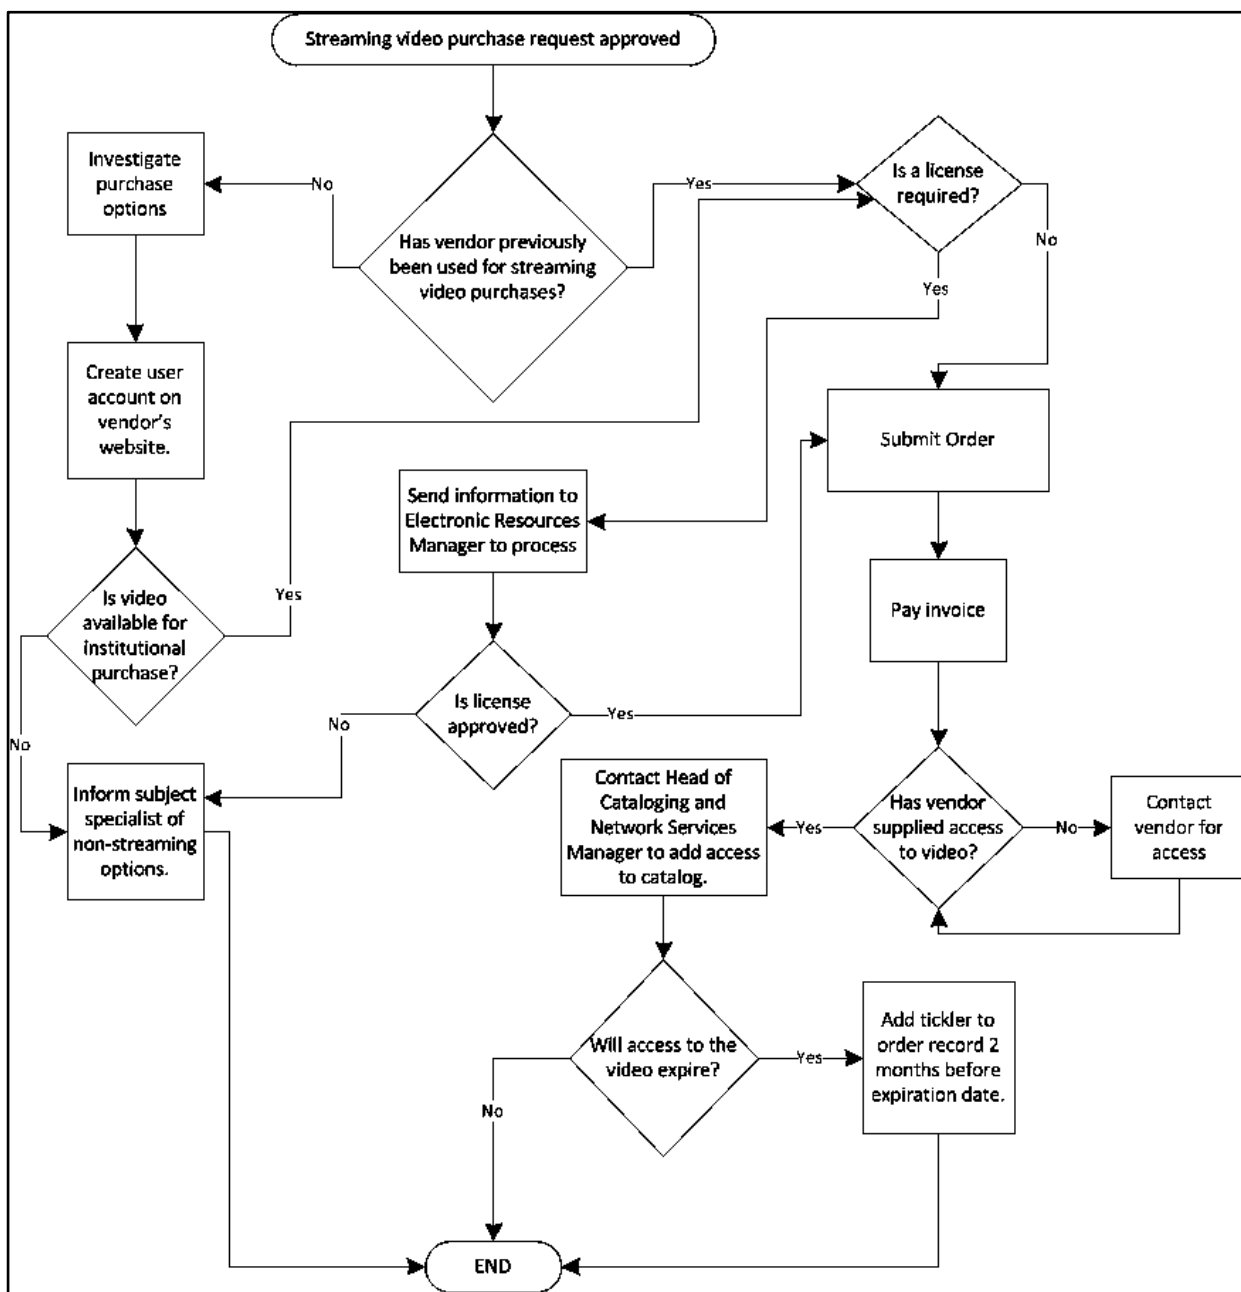 Streaming video purchase request approved
Investigate
purchase
options
No
Has vendor previously
been used for streaming
video purchases?
Yes
Is a license
required?
No
Yes
Create user
account on
vendor's
website.
Submit Order
Send information to
Electronic Resources
Manager to process
Is video
available for
institutional
purchase?
Yes
No
Pay invoice
Is license
approved?
Yes
No
Inform subject
specialist of
non-streaming
options.
Contact Head of
Cataloging and
Network Services
Manager to add access
to catalog.
Yes
Has vendor
supplied access
to video?
No
Contact
vendor for
access
Will access to the
video expire?
Yes
No
Add tickler to
order record 2
months before
expiration date.
END